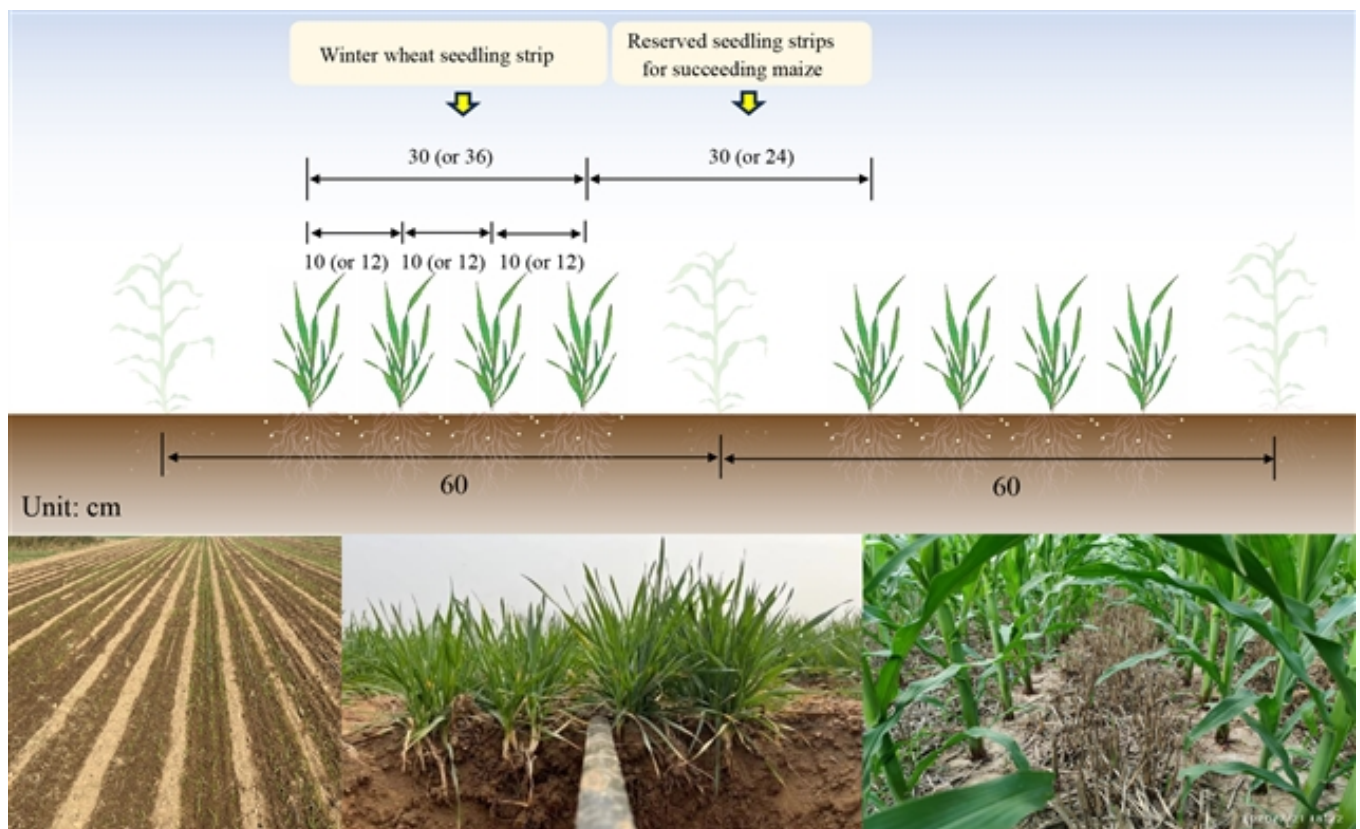 Winter wheat seedling strip
Reserved seedling strips
for succeeding maize
30 (or 36)
30 (or 24)
10 (or 12)
10 (or 12)
10 (or 12)
60
60
Unit: cm